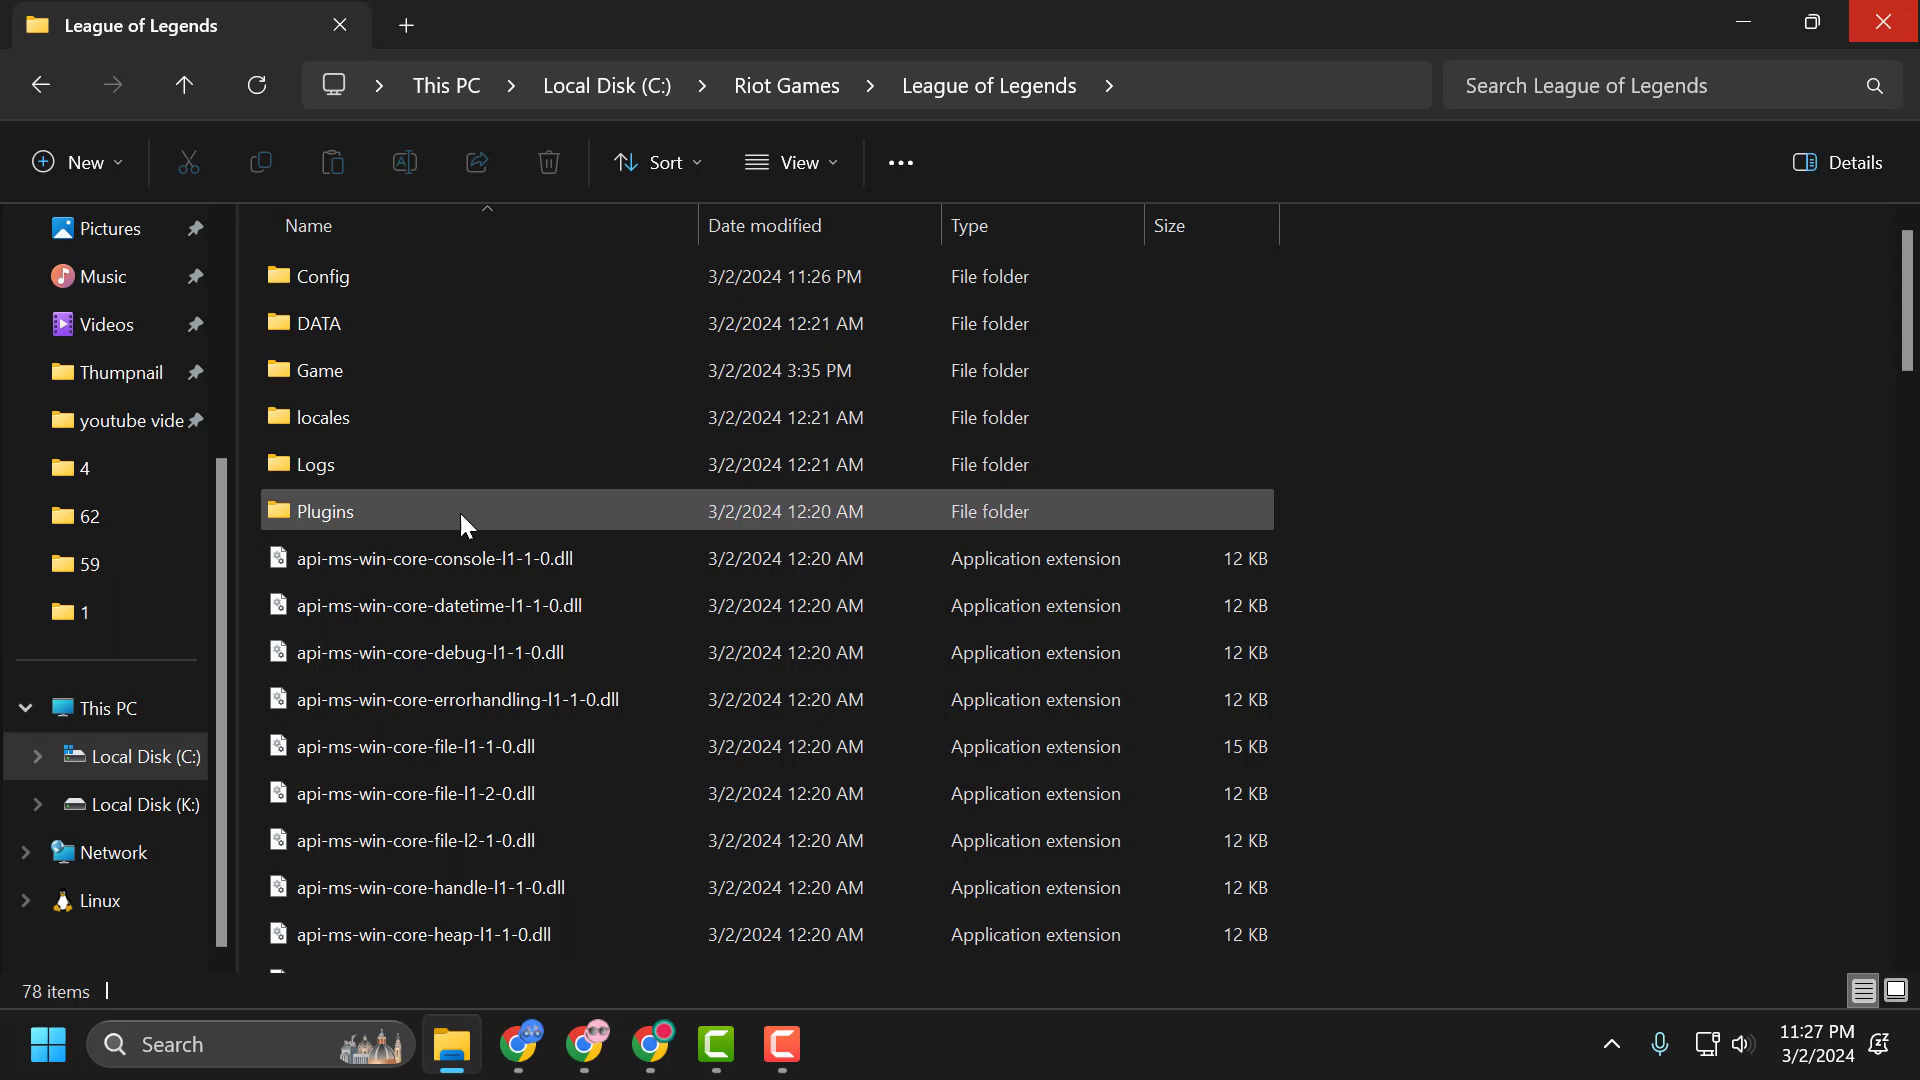 League of Legends
This PC > Local Disk (C:) > Riot Games > League of Legends >
Search League of Legends
New
Sort
View
Details
Pictures
Music
Videos
Thumpnail
youtube vide
4
62
59
1
This PC
Local Disk (C:)
Local Disk (K:)
Network
Linux
Name Date modified Type Size
Config 3/2/2024 11:26 PM File folder
DATA 3/2/2024 12:21 AM File folder
Game 3/2/2024 3:35 PM File folder
locales 3/2/2024 12:21 AM File folder
Logs 3/2/2024 12:21 AM File folder
Plugins 3/2/2024 12:20 AM File folder
api-ms-win-core-console-l1-1-0.dll 3/2/2024 12:20 AM Application extension 12 KB
api-ms-win-core-datetime-l1-1-0.dll 3/2/2024 12:20 AM Application extension 12 KB
api-ms-win-core-debug-l1-1-0.dll 3/2/2024 12:20 AM Application extension 12 KB
api-ms-win-core-errorhandling-l1-1-0.dll 3/2/2024 12:20 AM Application extension 12 KB
api-ms-win-core-file-l1-1-0.dll 3/2/2024 12:20 AM Application extension 15 KB
api-ms-win-core-file-l1-2-0.dll 3/2/2024 12:20 AM Application extension 12 KB
api-ms-win-core-file-l2-1-0.dll 3/2/2024 12:20 AM Application extension 12 KB
api-ms-win-core-handle-l1-1-0.dll 3/2/2024 12:20 AM Application extension 12 KB
api-ms-win-core-heap-l1-1-0.dll 3/2/2024 12:20 AM Application extension 12 KB
78 items
Search
11:27 PM
3/2/2024